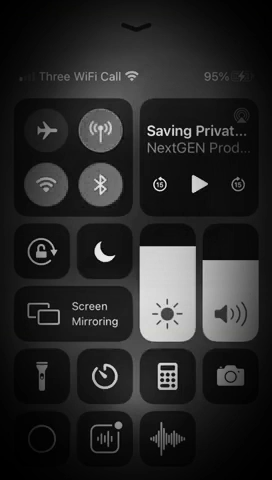 Three WiFi Call
95%
Saving Privat...
NextGEN Prod...
15
15
Screen
Mirroring